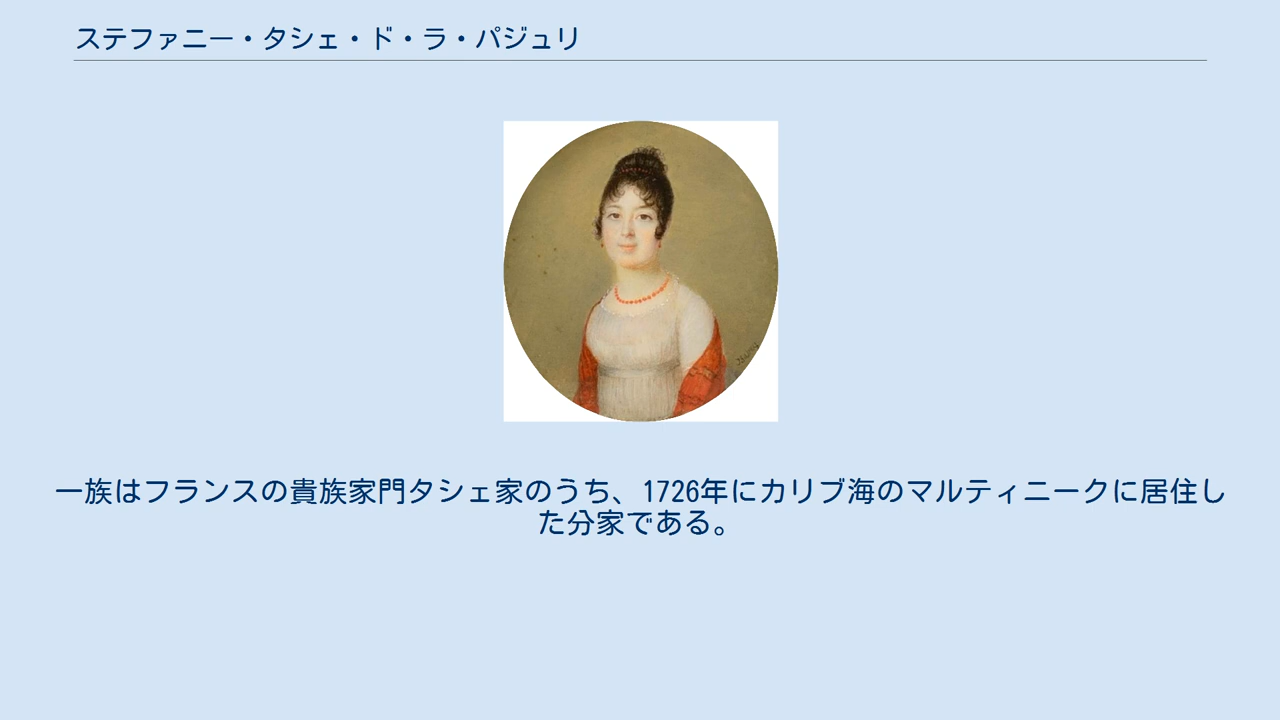 ステファニー・タシェ・ド・ラ・パジュリ
一族はフランスの貴族家門タシェ家のうち、1726年にカリブ海のマルティニークに居住し
た分家である。